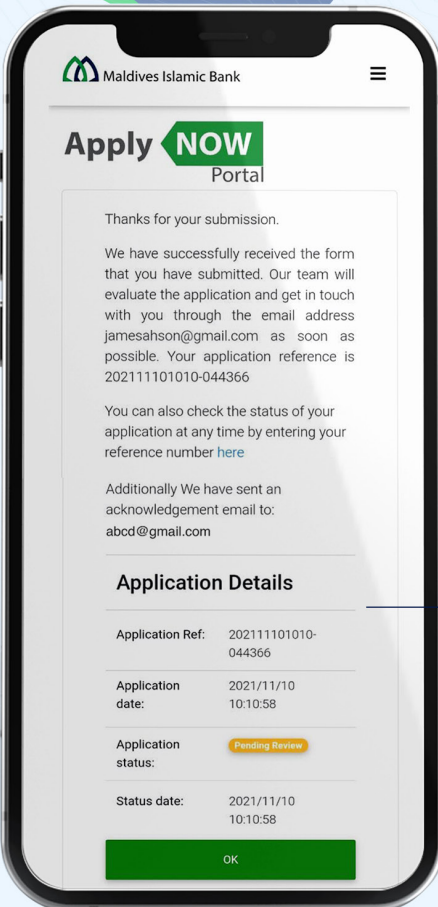 Maldives Islamic Bank
Apply NOW
Portal
Thanks for your submission.
We have successfully received the form
that you have submitted. Our team will
evaluate the application and get in touch
with you through the email address
jamesahson@gmail.com as soon as
possible. Your application reference is
202111101010-044366
You can also check the status of your
application at any time by entering your
reference number here
Additionally We have sent an
acknowledgement email to:
abcd@gmail.com
Application Details
Application Ref: 202111101010-
044366
Application 2021/11/10
date: 10:10:58
Application Pending Review
status:
Status date: 2021/11/10
10:10:58
OK